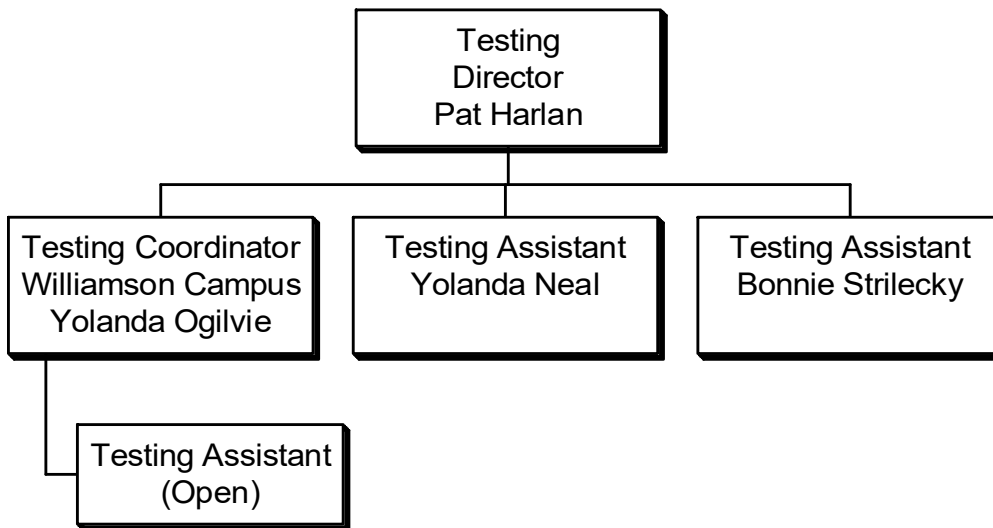 Testing
Director
Pat Harlan
Testing Coordinator
Williamson Campus
Yolanda Ogilvie
Testing Assistant
Yolanda Neal
Testing Assistant
Bonnie Strilecky
Testing Assistant
(Open)